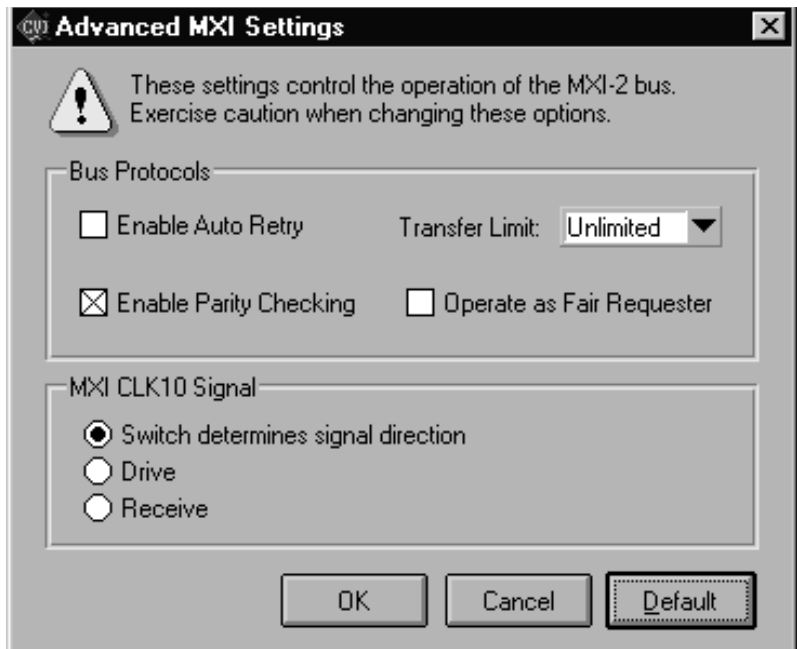 CVI Advanced MXI Settings
These settings control the operation of the MXI-2 bus.
Exercise caution when changing these options.
Bus Protocols
Enable Auto Retry Transfer Limit: Unlimited
Enable Parity Checking Operate as Fair Requester
MXI CLK10 Signal
Switch determines signal direction
Drive
Receive
OK Cancel Default